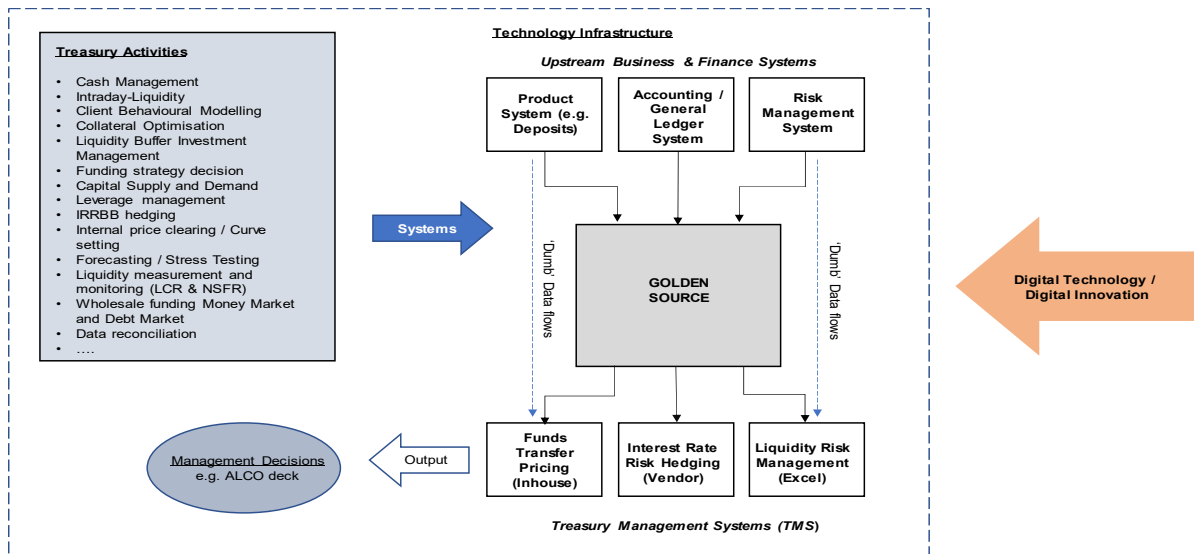 Treasury Activities
• Cash Management
• Intraday-Liquidity
• Client Behavioural Modelling
• Collateral Optimisation
• Liquidity Buffer Investment
Management
• Funding strategy decision
• Capital Supply and Demand
• Leverage management
• IRRBB hedging
• Internal price clearing / Curve
setting
• Forecasting / Stress Testing
• Liquidity measurement and
monitoring (LCR & NSFR)
• Wholesale funding Money Market
and Debt Market
• Data reconciliation
• ....
Systems
Technology Infrastructure
Upstream Business & Finance Systems
Product
System (e.g.
Deposits)
Accounting /
General
Ledger
System
Risk
Management
System
'Dumb' Data flows
GOLDEN
SOURCE
'Dumb' Data flows
Digital Technology /
Digital Innovation
Funds
Transfer
Pricing
(Inhouse)
Interest Rate
Risk Hedging
(Vendor)
Liquidity Risk
Management
(Excel)
Treasury Management Systems (TMS)
Output
Management Decisions
e.g. ALCO deck